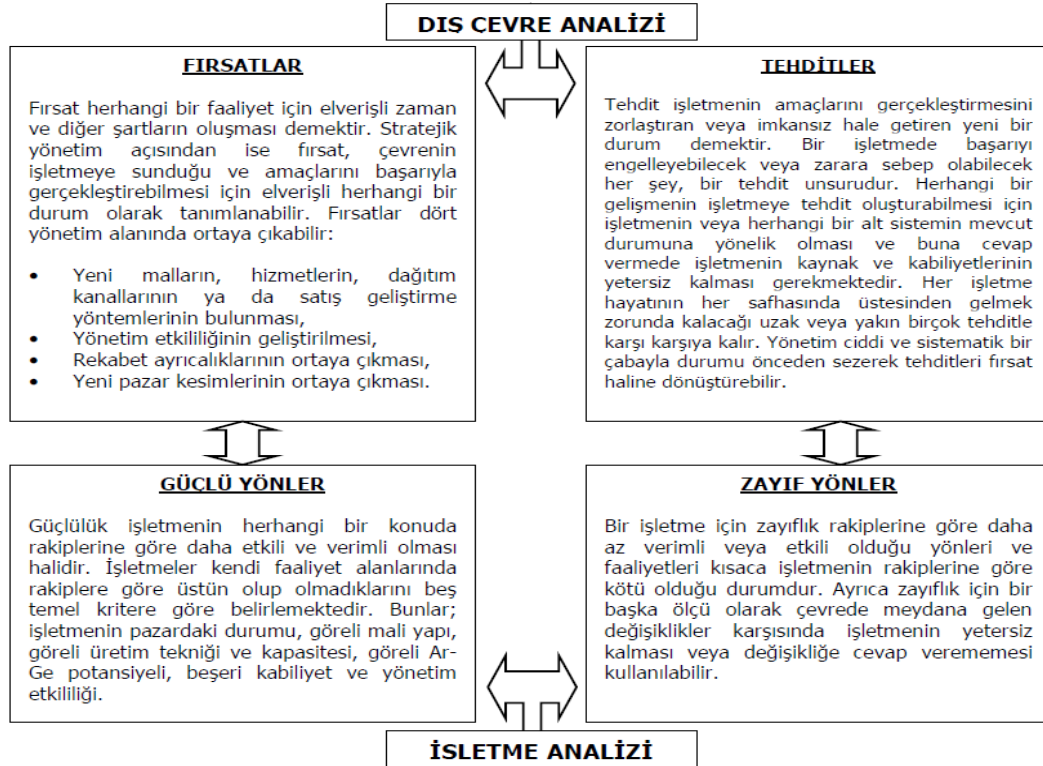 DIŞ ÇEVRE ANALİZİ
FIRSATLAR
Fırsat herhangi bir faaliyet için elverişli zaman
ve diğer şartların oluşması demektir. Stratejik
yönetim açısından ise fırsat, çevrenin
işletmeye sunduğu ve amaçlarını başarıyla
gerçekleştirebilmesi için elverişli herhangi bir
durum olarak tanımlanabilir. Fırsatlar dört
yönetim alanında ortaya çıkabilir:
• Yeni malların, hizmetlerin, dağıtım
kanallarının ya da satış geliştirme
yöntemlerinin bulunması,
• Yönetim etkililiğinin geliştirilmesi,
• Rekabet ayrıcalıklarının ortaya çıkması,
• Yeni pazar kesimlerinin ortaya çıkması.
TEHDİTLER
Tehdit işletmenin amaçlarını gerçekleştirmesini
zorlaştıran veya imkansız hale getiren yeni bir
durum demektir. Bir işletmede başarıyı
engelleyebilecek veya zarara sebep olabilecek
her şey, bir tehdit unsurudur. Herhangi bir
gelişmenin işletmeye tehdit oluşturabilmesi için
işletmenin veya herhangi bir alt sistemin mevcut
durumuna yönelik olması ve buna cevap
vermede işletmenin kaynak ve kabiliyetlerinin
yetersiz kalması gerekmektedir. Her işletme
hayatının her safhasında üstesinden gelmek
zorunda kalacağı uzak veya yakın birçok tehditle
karşı karşıya kalır. Yönetim ciddi ve sistematik bir
çabayla durumu önceden sezerek tehditleri fırsat
haline dönüştürebilir.
GÜÇLÜ YÖNLER
Güçlülük işletmenin herhangi bir konuda
rakiplerine göre daha etkili ve verimli olması
halidir. İşletmeler kendi faaliyet alanlarında
rakiplere göre üstün olup olmadıklarını beş
temel kritere göre belirlemektedir. Bunlar;
işletmenin pazardaki durumu, göreli mali yapı,
göreli üretim tekniği ve kapasitesi, göreli Ar-
Ge potansiyeli, beşeri kabiliyet ve yönetim
etkililiği.
ZAYIF YÖNLER
Bir işletme için zayıflık rakiplerine göre daha
az verimli veya etkili olduğu yönleri ve
faaliyetleri kısaca işletmenin rakiplerine göre
kötü olduğu durumdur. Ayrıca zayıflık için bir
başka ölçü olarak çevrede meydana gelen
değişiklikler karşısında işletmenin yetersiz
kalması veya değişikliğe cevap verememesi
kullanılabilir.
İŞLETME ANALİZİ